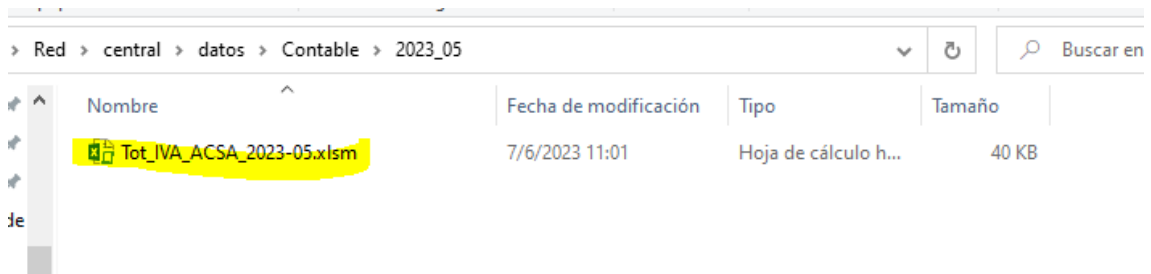 > Red > central > datos > Contable > 2023_05 Buscar en
Nombre Fecha de modificación Tipo Tamaño
Tot_IVA_ACSA_2023-05.xlsm 7/6/2023 11:01 Hoja de cálculo h... 40 KB
de